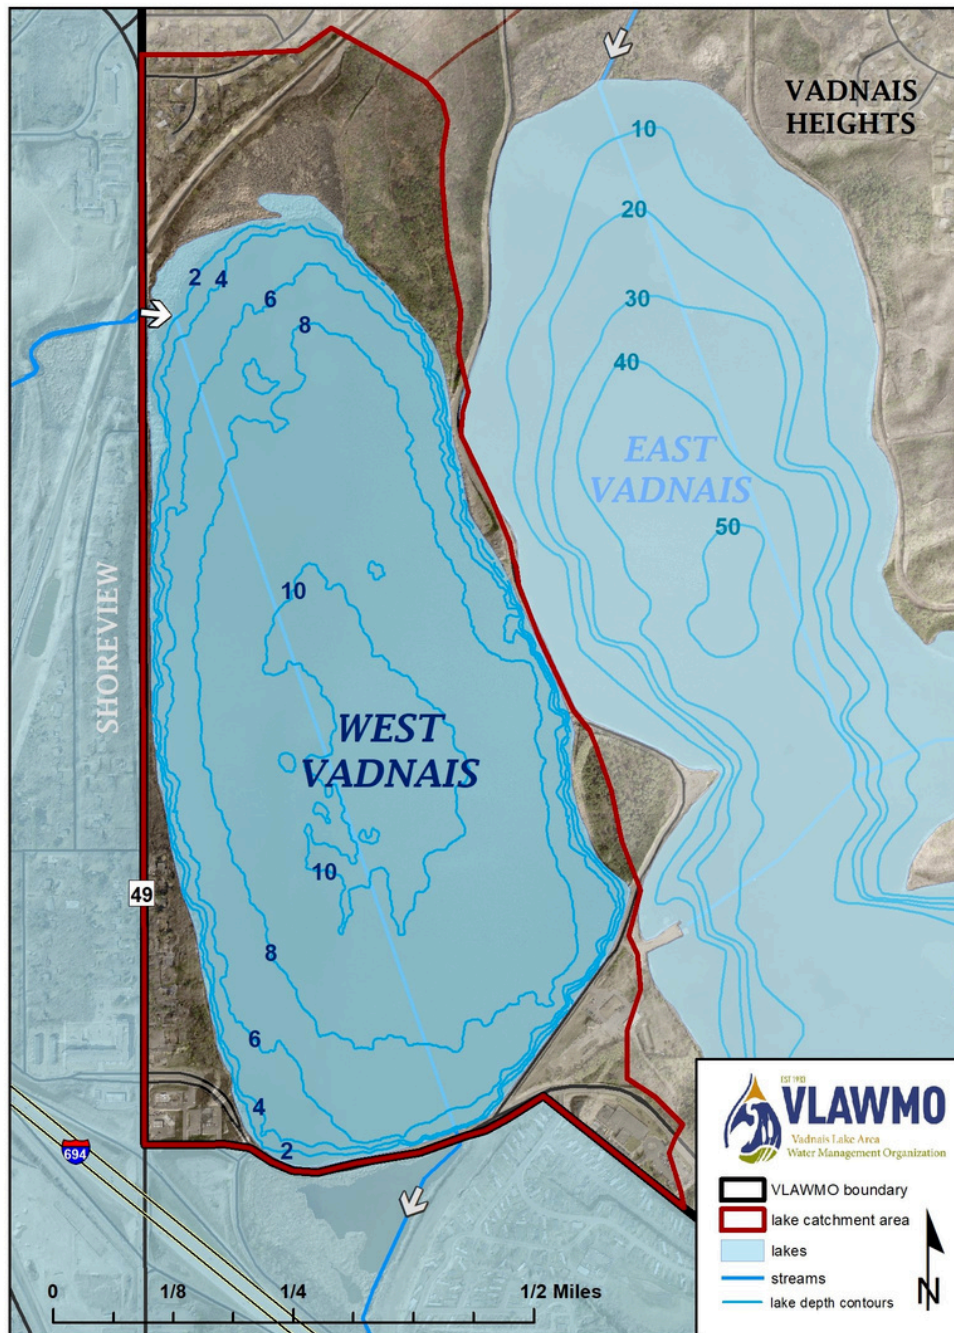 VADNAIS
HEIGHTS
10
20
30
40
50
EAST
VADNAIS
2
4
6
8
10
WEST
VADNAIS
10
8
6
4
2
SHOREVIEW
49
694
0
1/8
1/4
1/2 Miles
EST 1983
VLAWMO
Vadnais Lake Area
Water Management Organization
VLAWMO boundary
lake catchment area
lakes
streams
lake depth contours
N